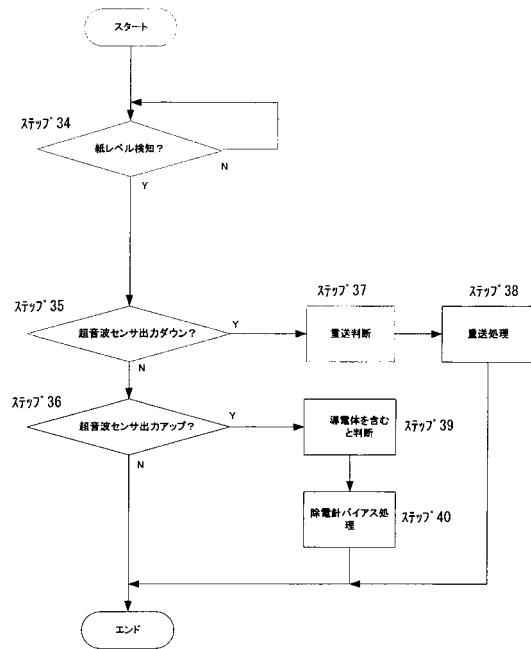 スタート
ステップ34
紙レベル検知？
N
Y
ステップ35
超音波センサ出力ダウン？
Y
N
ステップ37
重送判断
ステップ38
重送処理
ステップ36
超音波センサ出力アップ？
Y
N
導電体を含む
と判断
ステップ39
除電針バイアス処
理
ステップ40
エンド